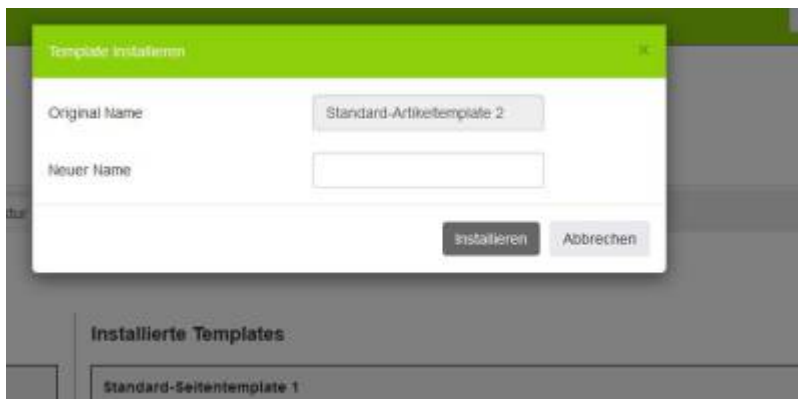 Template Installieren
Original Name
Standard-Artikeltemplate 2
Neuer Name
Installieren
Abbrechen
Installierte Templates
Standard-Seitentemplate 1